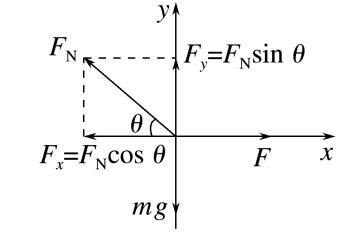 y
F_N
F_y=F_N sin θ
θ
F_x=F_N cos θ
F
x
mg